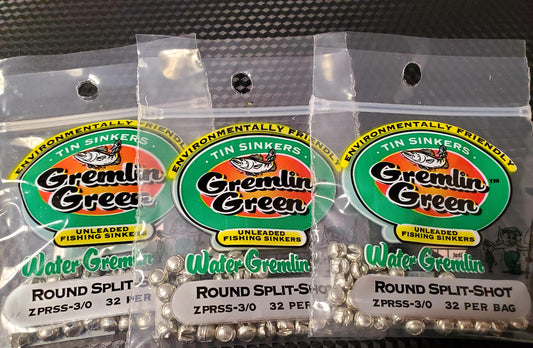 ENVIRONMENTALLY FRIENDLY
TIN SINKERS
Gremlin
Green
UNLEADED
FISHING SINKERS
Water Gremlin
ROUND SPLIT-SHOT
ZPRSS-3/0 32 PER
ENVIRONMENTALLY FRIENDLY
TIN SINKERS
Gremlin
Green
UNLEADED
FISHING SINKERS
Water Gremlin
ROUND SPLIT-SHOT
ZPRSS-3/0 32 PER BAG
ENVIRONMENTALLY FRIENDLY
TIN SINKERS
Gremlin™
Green
UNLEADED
FISHING SINKERS
Water Gremlin
ROUND SPLIT-SHOT
ZPRSS-3/0 32 PER BAG